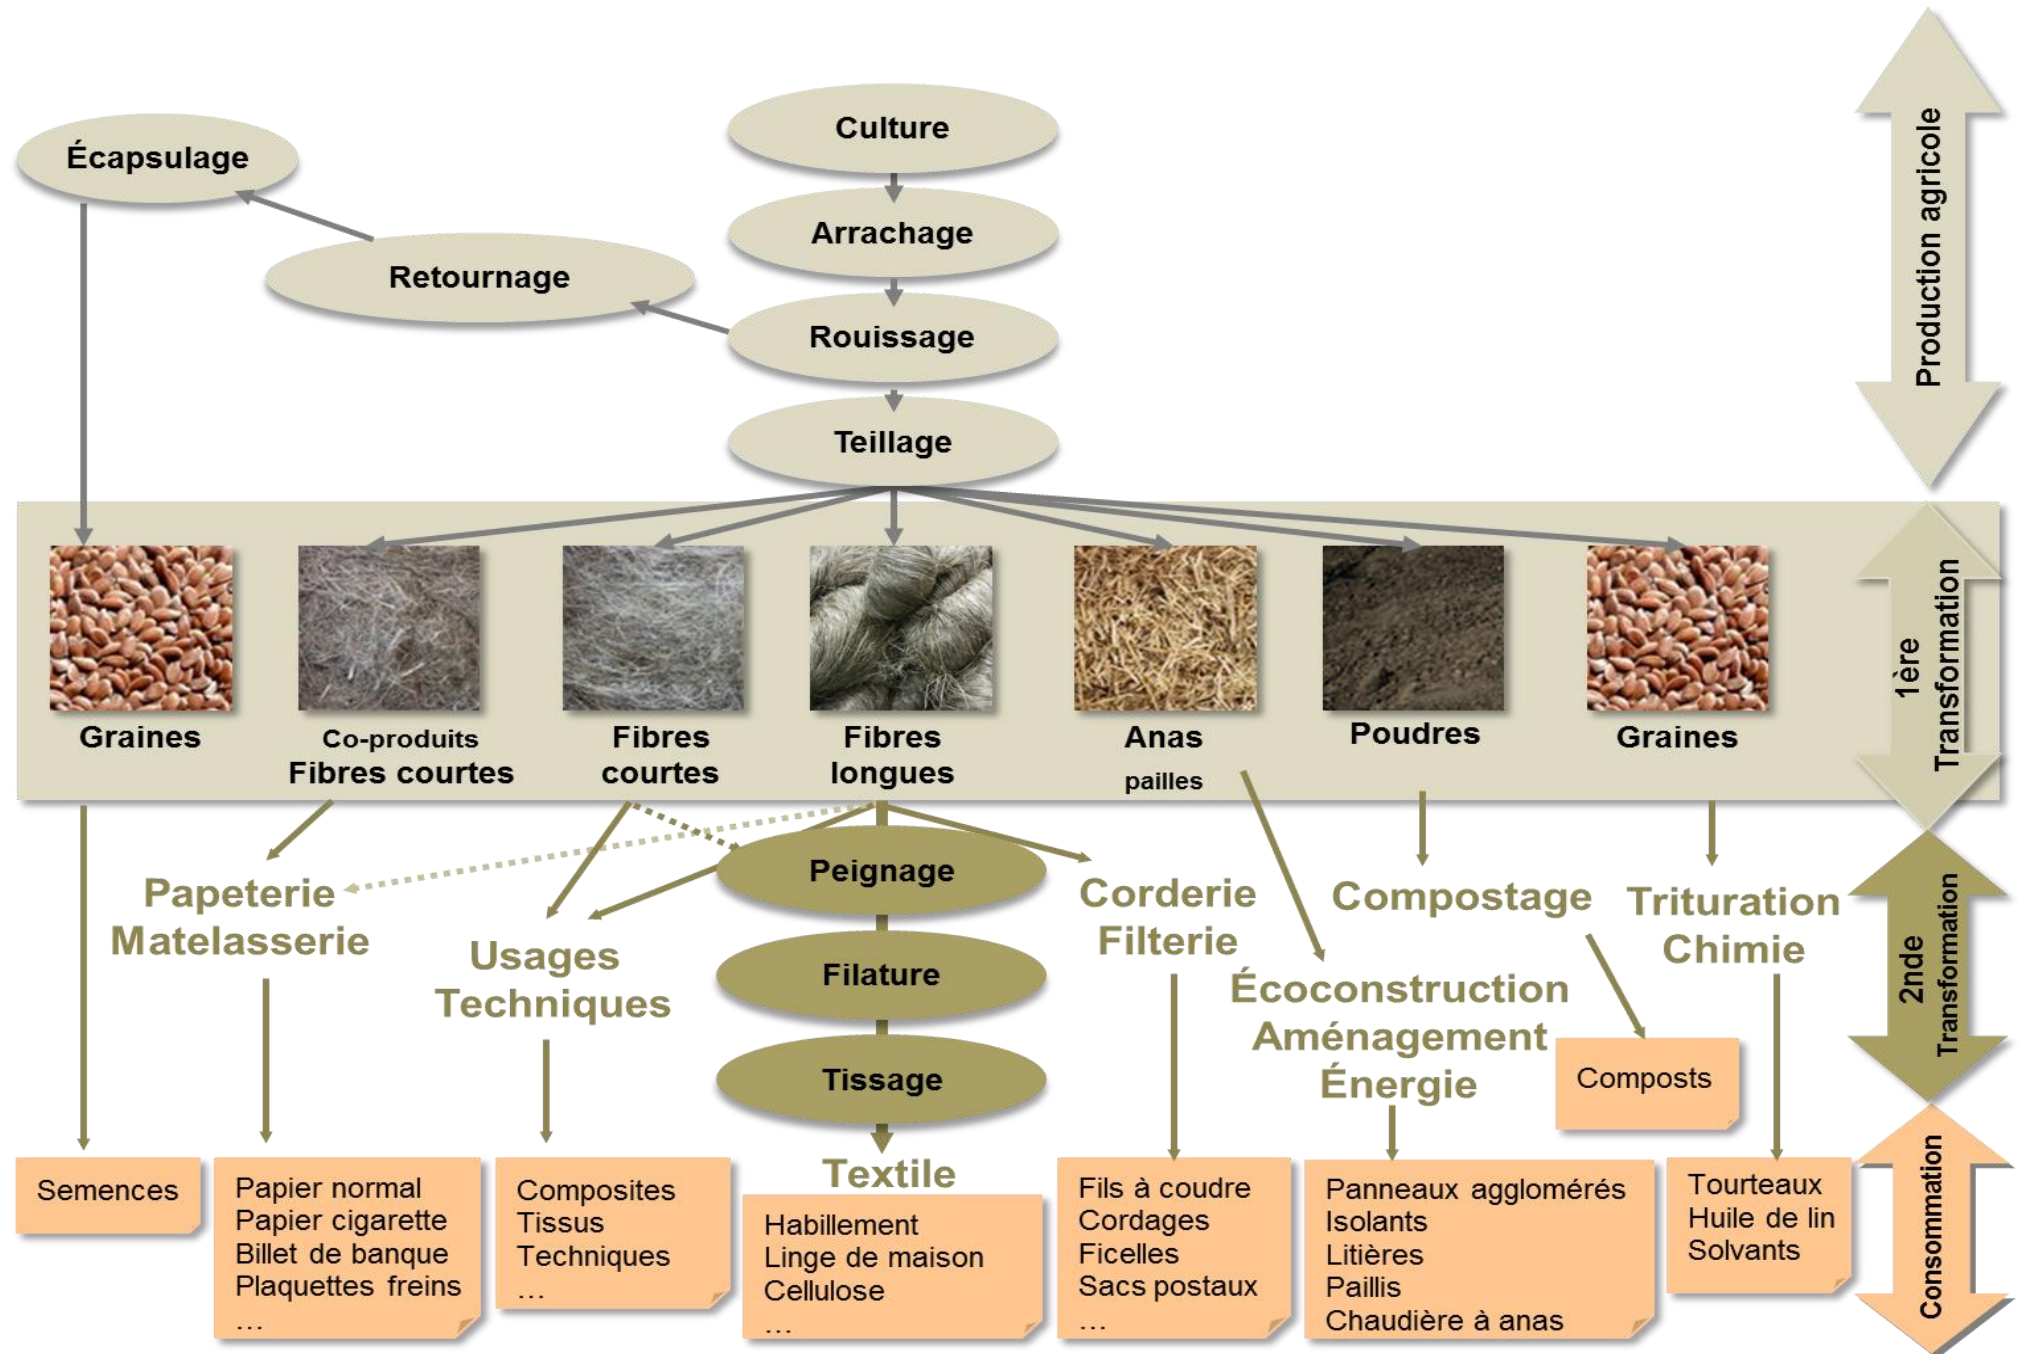 Culture
Écapsulage
Arrachage
Retournage
Rouissage
Teillage
Production agricole
Graines
Co-produits
Fibres courtes
Fibres
courtes
Fibres
longues
Anas
pailles
Poudres
Graines
1ère
Transformation
Papeterie
Matelasserie
Usages
Techniques
Peignage
Filature
Tissage
Textile
Corderie
Filterie
Écoconstruction
Aménagement
Énergie
Compostage
Trituration
Chimie
2nde
Transformation
Composts
Semences
Papier normal
Papier cigarette
Billet de banque
Plaquettes freins
...
Composites
Tissus
Techniques
...
Habillement
Linge de maison
Cellulose
...
Fils à coudre
Cordages
Ficelles
Sacs postaux
...
Panneaux agglomérés
Isolants
Litières
Paillis
Chaudière à anas
Tourteaux
Huile de lin
Solvants
Consommation